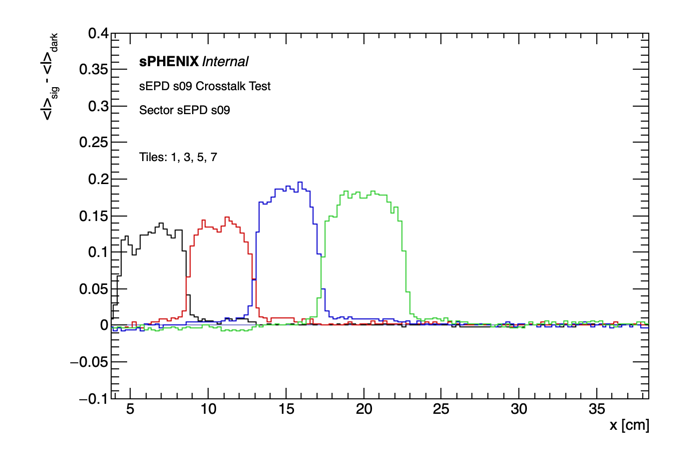 <I>sig - <I>dark
0.4
0.35
0.3
0.25
0.2
0.15
0.1
0.05
0
−0.05
−0.1
sPHENIX Internal
sEPD s09 Crosstalk Test
Sector sEPD s09
Tiles: 1, 3, 5, 7
5 10 15 20 25 30 35
x [cm]